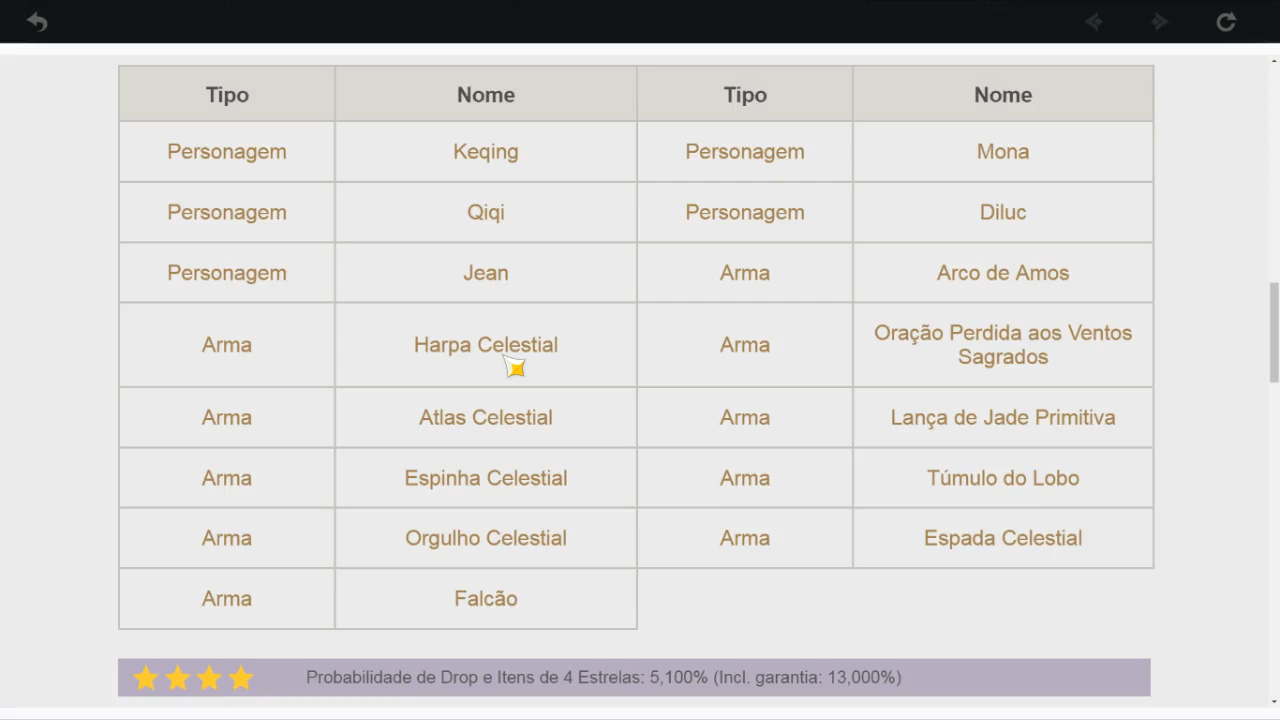 Tipo Nome Tipo Nome
Personagem Keqing Personagem Mona
Personagem Qiqi Personagem Diluc
Personagem Jean Arma Arco de Amos
Arma Harpa Celestial Arma Oração Perdida aos Ventos
Sagrados
Arma Atlas Celestial Arma Lança de Jade Primitiva
Arma Espinha Celestial Arma Túmulo do Lobo
Arma Orgulho Celestial Arma Espada Celestial
Arma Falcão
Probabilidade de Drop e Itens de 4 Estrelas: 5,100% (Incl. garantia: 13,000%)